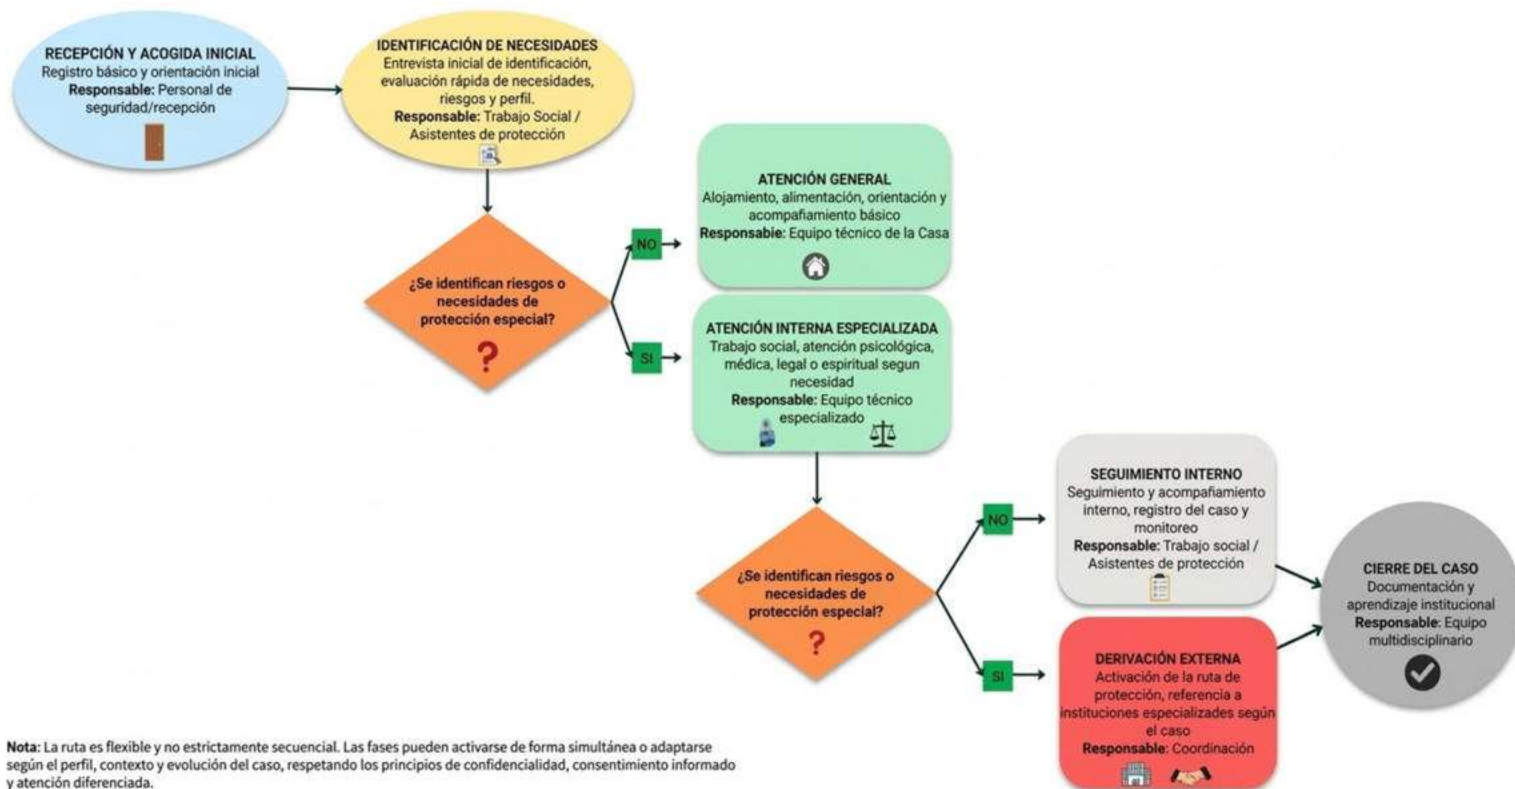 RECEPCIÓN Y ACOGIDA INICIAL
Registro básico y orientación inicial
Responsable: Personal de
seguridad/recepción
IDENTIFICACIÓN DE NECESIDADES
Entrevista inicial de identificación,
evaluación rápida de necesidades,
riesgos y perfil.
Responsable: Trabajo Social /
Asistentes de protección
¿Se identifican riesgos o
necesidades de
protección especial?
NO
SI
ATENCIÓN GENERAL
Alojamiento, alimentación, orientación y
acompañamiento básico
Responsable: Equipo técnico de la Casa
ATENCIÓN INTERNA ESPECIALIZADA
Trabajo social, atención psicológica,
médica, legal o espiritual segun
necesidad
Responsable: Equipo técnico
especializado
¿Se identifican riesgos o
necesidades de
protección especial?
NO
SI
SEGUIMIENTO INTERNO
Seguimiento y acompañamiento
interno, registro del caso y
monitoreo
Responsable: Trabajo social /
Asistentes de protección
DERIVACIÓN EXTERNA
Activación de la ruta de
protección, referencia a
instituciones especializadas según
el caso
Responsable: Coordinación
CIERRE DEL CASO
Documentación y
aprendizaje institucional
Responsable: Equipo
multidisciplinario
Nota: La ruta es flexible y no estrictamente secuencial. Las fases pueden activarse de forma simultánea o adaptarse
según el perfil, contexto y evolución del caso, respetando los principios de confidencialidad, consentimiento informado
y atención diferenciada.